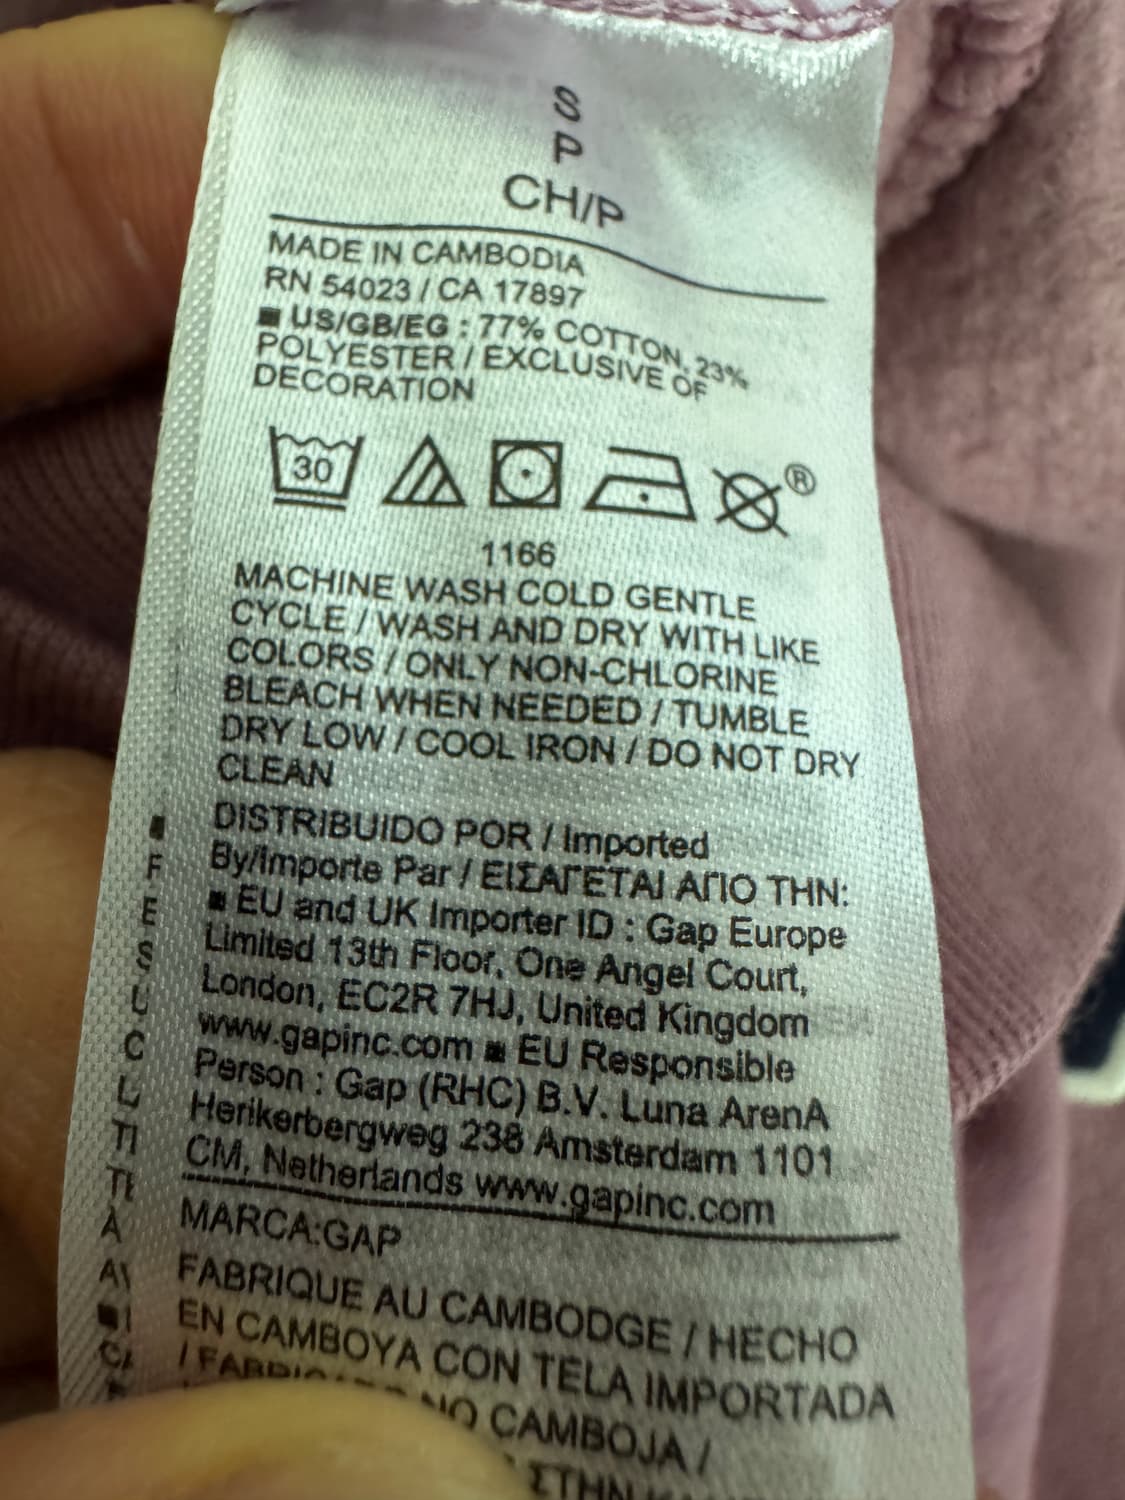 S
P
CH/P
MADE IN CAMBODIA
RN 54023 / CA 17897
■ US/GB/EG : 77% COTTON, 23%
POLYESTER / EXCLUSIVE OF
DECORATION
30
®
1166
MACHINE WASH COLD GENTLE
CYCLE / WASH AND DRY WITH LIKE
COLORS / ONLY NON-CHLORINE
BLEACH WHEN NEEDED / TUMBLE
DRY LOW / COOL IRON / DO NOT DRY
CLEAN
DISTRIBUIDO POR / Imported
By/Importe Par / ΕΙΣΑΓΕΤΑΙ ΑΠΟ ΤΗΝ:
■ EU and UK Importer ID : Gap Europe
Limited 13th Floor, One Angel Court,
London, EC2R 7HJ, United Kingdom
www.gapinc.com ■ EU Responsible
Person : Gap (RHC) B.V. Luna ArenA
Herikerbergweg 238 Amsterdam 1101
CM, Netherlands www.gapinc.com
MARCA:GAP
FABRIQUE AU CAMBODGE / HECHO
EN CAMBOYA CON TELA IMPORTADA
/ NO CAMBOJA /